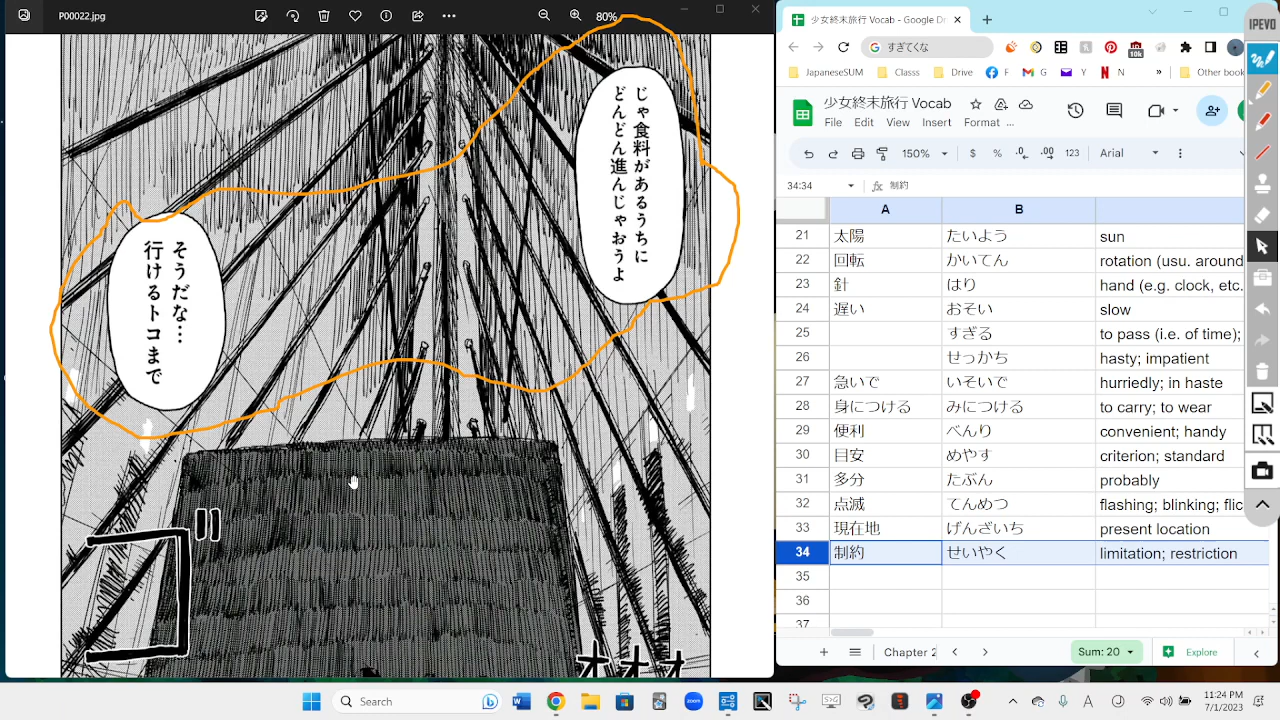 P00022.jpg
80%
じゃ食料があるうちに
どんどん進んじゃおうよ
そうだな…
行けるトコまで
ゴ
オオオ
少女終末旅行 Vocab - Google Dr
すぎくな
JapaneseSUM
Classs
Drive
F
G
Y
N
»
Other book
少女終末旅行 Vocab
File
Edit
View
Insert
Format ...
150%
$
%
.0
.00
123
Arial
34:34
fx
制約
A
B
21 太陽 たいよう sun
22 回転 かいてん rotation (usu. around
23 針 はり hand (e.g. clock, etc.
24 遅い おそい slow
25 すぎる to pass (i.e. of time);
26 せっかち hasty; impatient
27 急いで いそいで hurriedly; in haste
28 身につける みにつける to carry; to wear
29 便利 べんり convenient; handy
30 目安 めやす criterion; standard
31 多分 たぶん probably
32 点滅 てんめつ flashing; blinking; flic
33 現在地 げんざいち present location
34 制約 せいやく limitation; restriction
35
36
37
Chapter 2
Sum: 20
Explore
IPEVO
Search
zoom
A
11:24 PM
7/17/2023